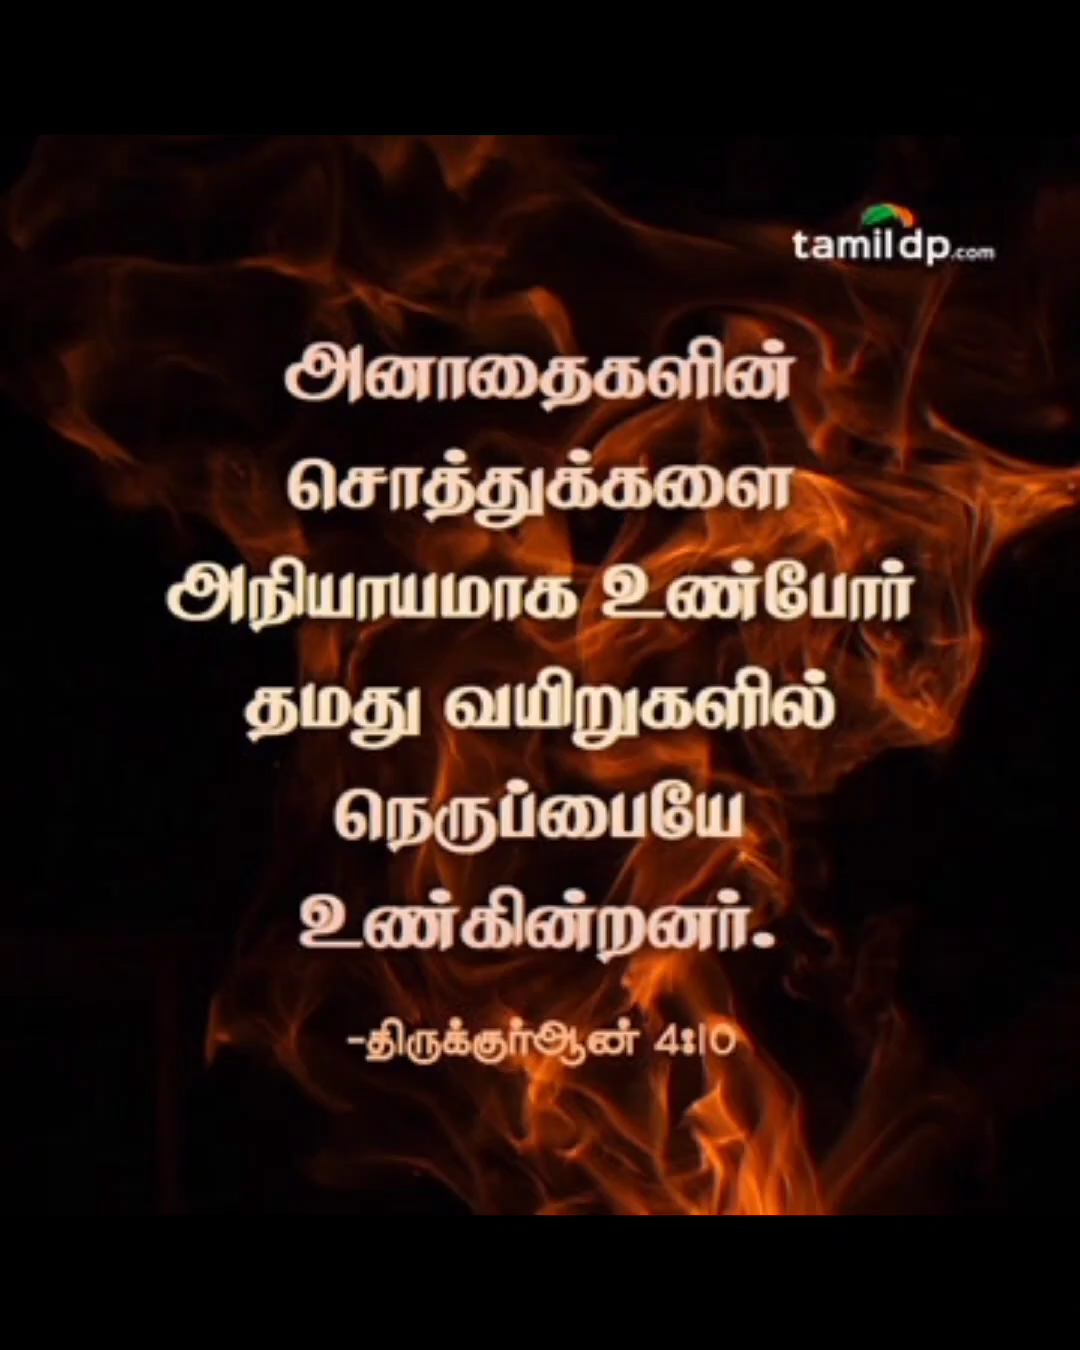 tamildp.com
அனாதைகளின்
சொத்துக்களை
அநியாயமாக உண்போர்
தமது வயிறுகளில்
நெருப்பையே
உண்கின்றனர்.
-திருக்குர்ஆன் 4:10